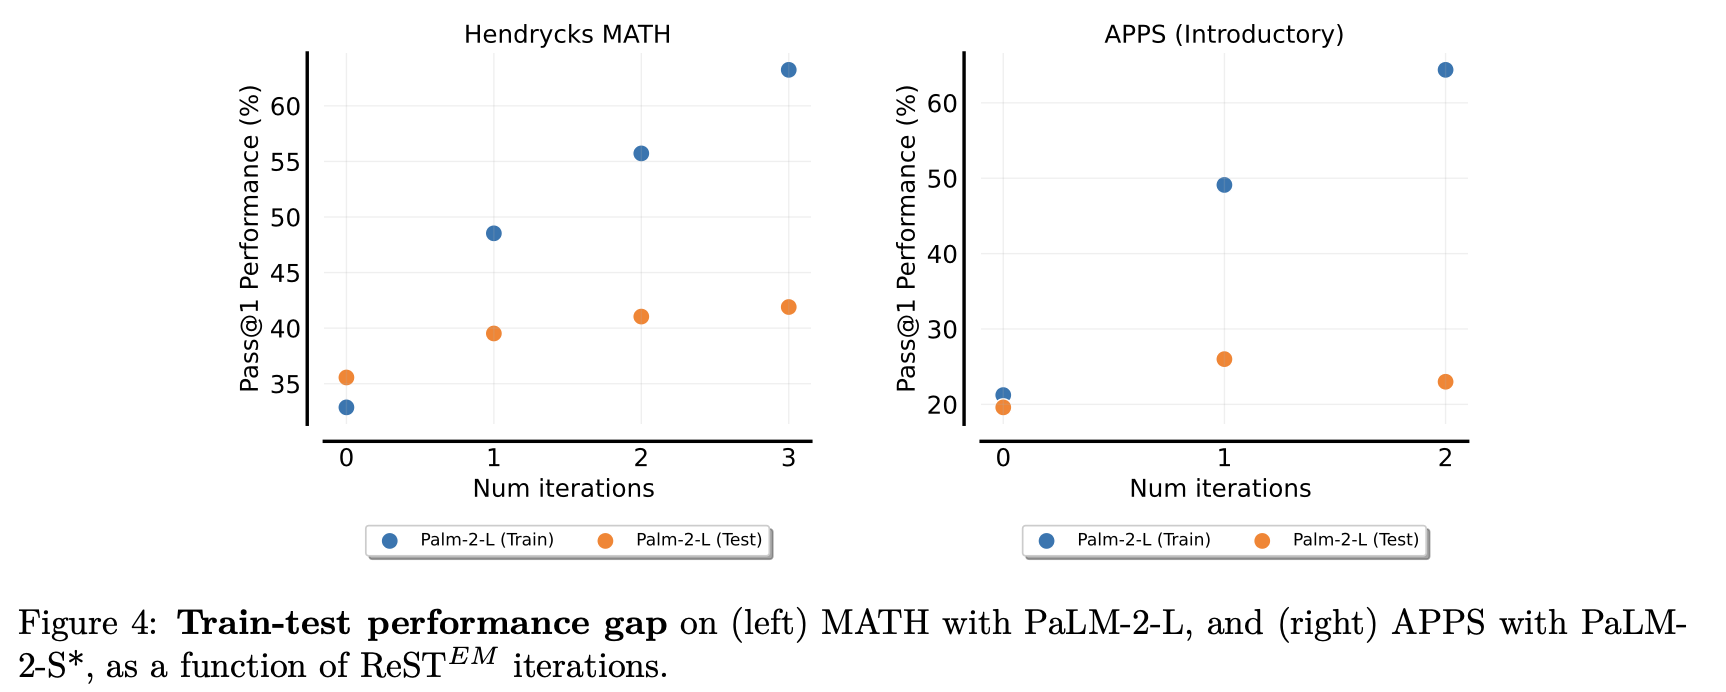 Hendrycks MATH
Pass@1 Performance (%)
60
55
50
45
40
35
0 1 2 3
Num iterations
Palm-2-L (Train) Palm-2-L (Test)
APPS (Introductory)
Pass@1 Performance (%)
60
50
40
30
20
0 1 2
Num iterations
Palm-2-L (Train) Palm-2-L (Test)
Figure 4: Train-test performance gap on (left) MATH with PaLM-2-L, and (right) APPS with PaLM-
2-S*, as a function of ReST^EM iterations.